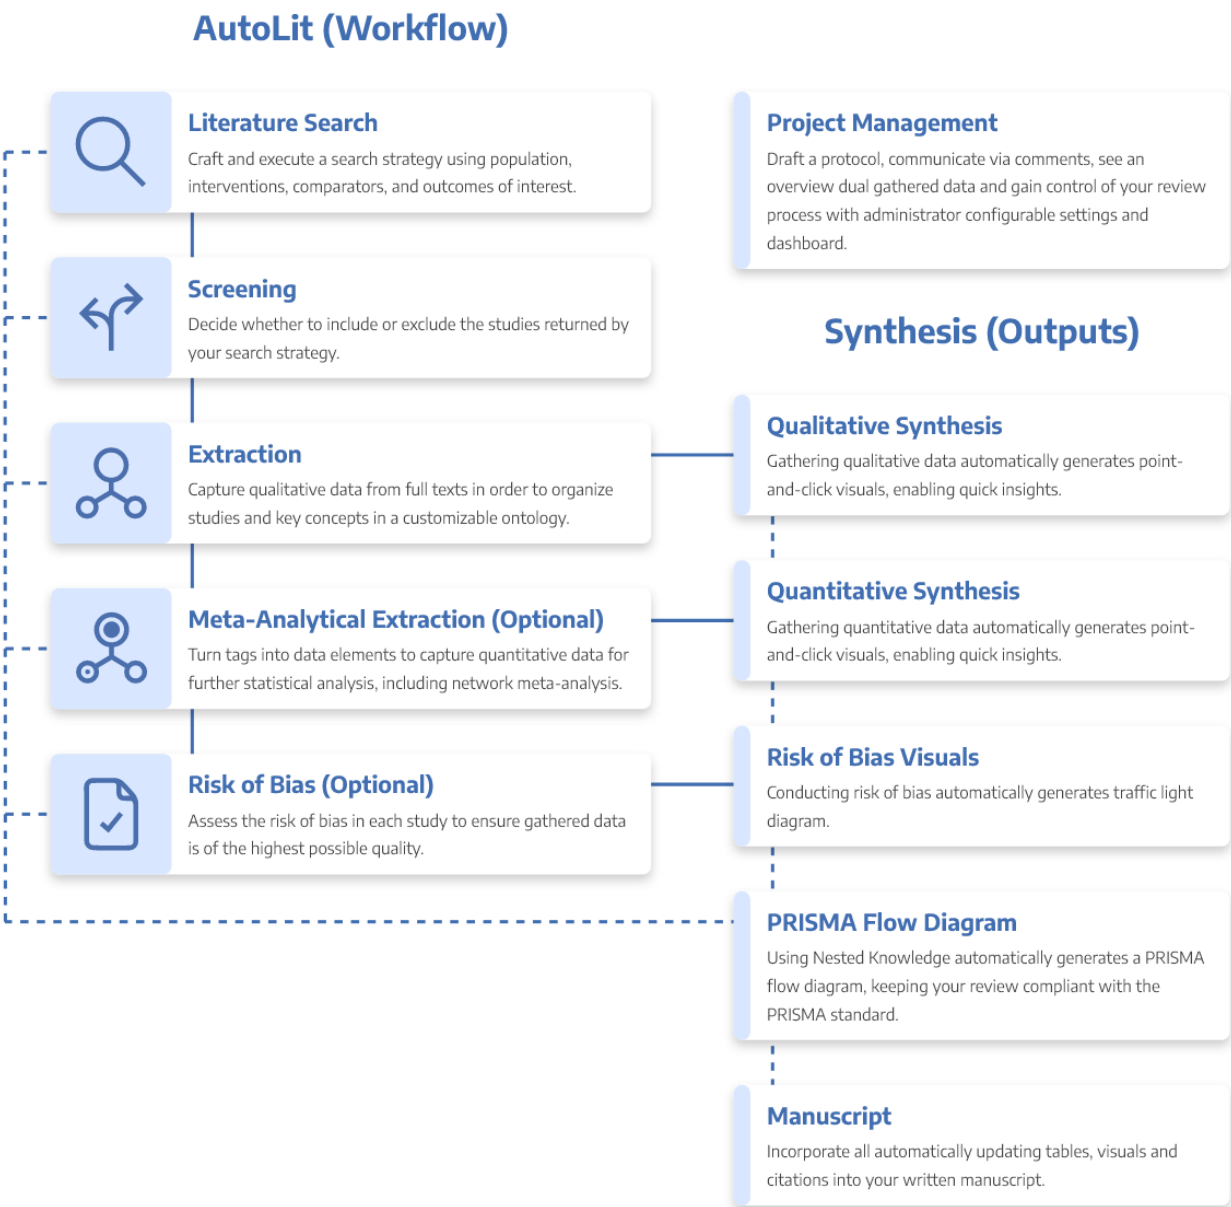 AutoLit (Workflow)
Literature Search
Craft and execute a search strategy using population,
interventions, comparators, and outcomes of interest.
Screening
Decide whether to include or exclude the studies returned by
your search strategy.
Extraction
Capture qualitative data from full texts in order to organize
studies and key concepts in a customizable ontology.
Meta-Analytical Extraction (Optional)
Turn tags into data elements to capture quantitative data for
further statistical analysis, including network meta-analysis.
Risk of Bias (Optional)
Assess the risk of bias in each study to ensure gathered data
is of the highest possible quality.
Project Management
Draft a protocol, communicate via comments, see an
overview dual gathered data and gain control of your review
process with administrator configurable settings and
dashboard.
Synthesis (Outputs)
Qualitative Synthesis
Gathering qualitative data automatically generates point-
and-click visuals, enabling quick insights.
Quantitative Synthesis
Gathering quantitative data automatically generates point-
and-click visuals, enabling quick insights.
Risk of Bias Visuals
Conducting risk of bias automatically generates traffic light
diagram.
PRISMA Flow Diagram
Using Nested Knowledge automatically generates a PRISMA
flow diagram, keeping your review compliant with the
PRISMA standard.
Manuscript
Incorporate all automatically updating tables, visuals and
citations into your written manuscript.